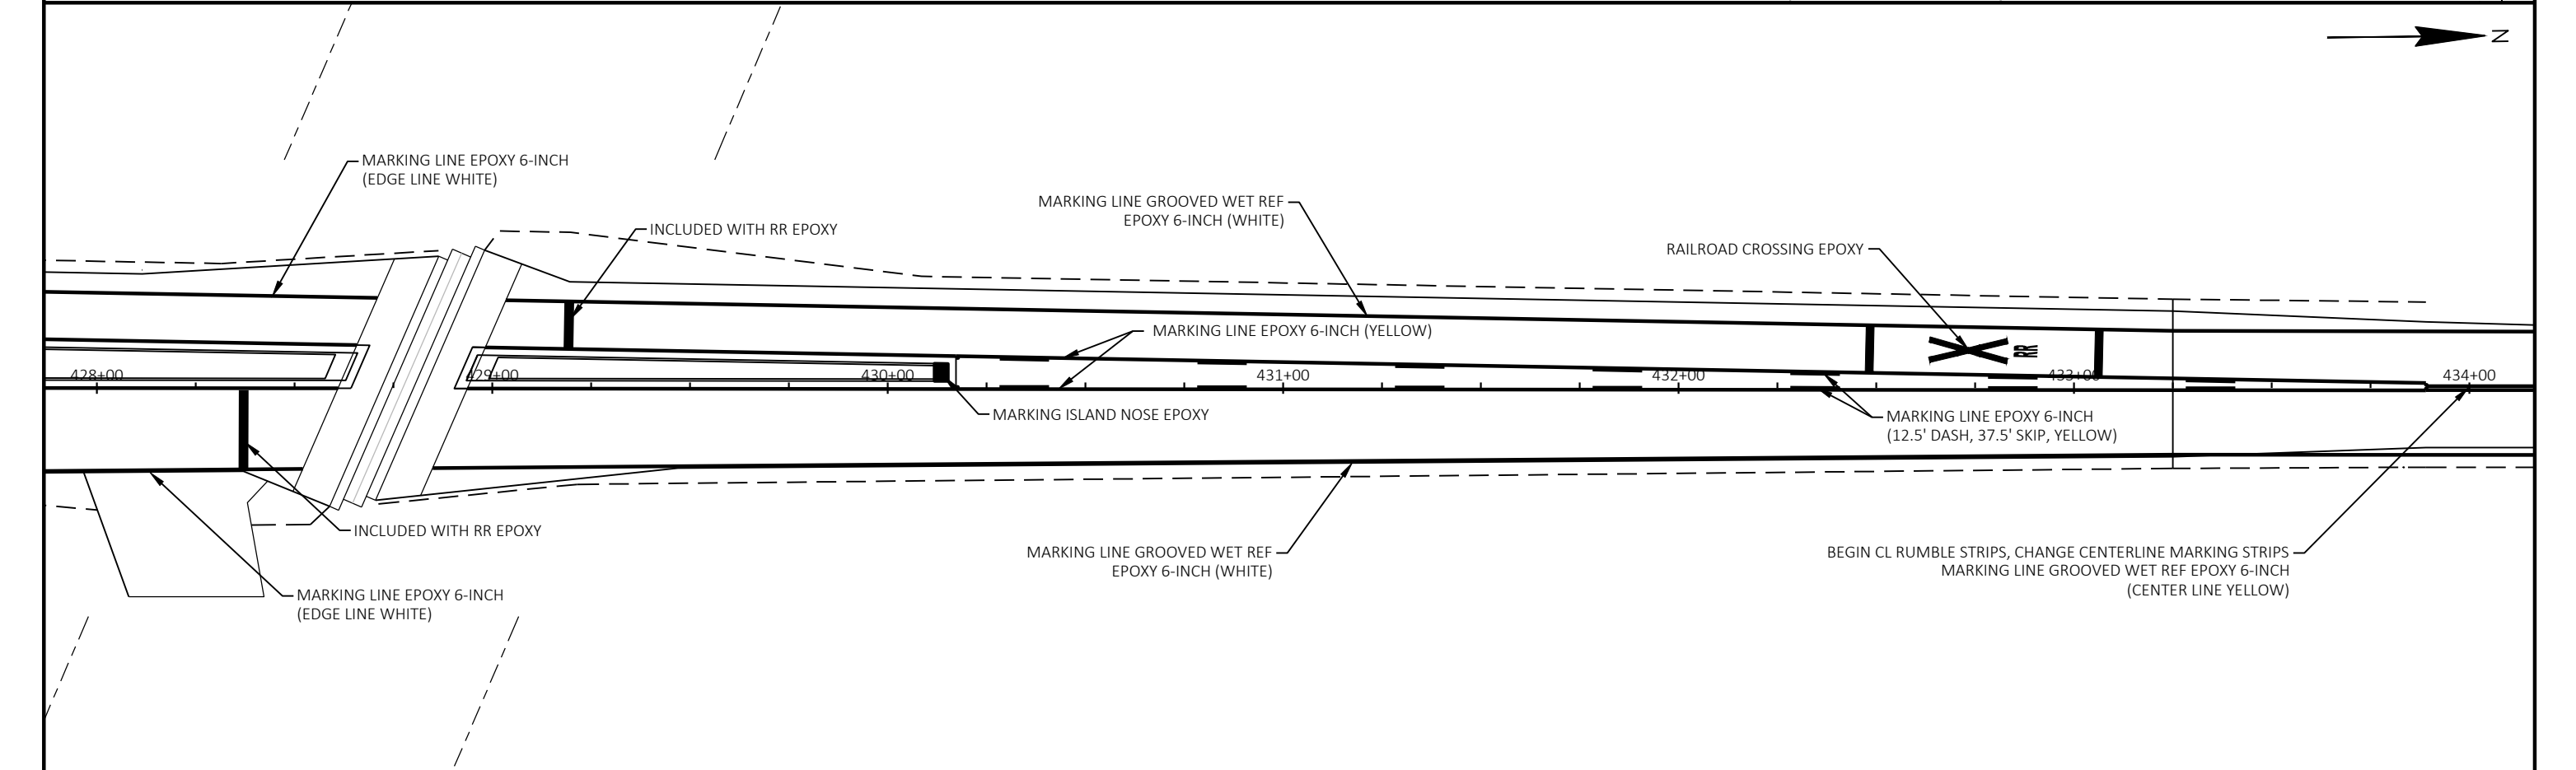 N
MARKING LINE EPOXY 6-INCH
(EDGE LINE WHITE)
INCLUDED WITH RR EPOXY
MARKING LINE GROOVED WET REF
EPOXY 6-INCH (WHITE)
RAILROAD CROSSING EPOXY
MARKING LINE EPOXY 6-INCH (YELLOW)
RR
428+00
429+00
430+00
431+00
432+00
433+00
434+00
MARKING ISLAND NOSE EPOXY
MARKING LINE EPOXY 6-INCH
(12.5' DASH, 37.5' SKIP, YELLOW)
INCLUDED WITH RR EPOXY
MARKING LINE GROOVED WET REF
EPOXY 6-INCH (WHITE)
BEGIN CL RUMBLE STRIPS, CHANGE CENTERLINE MARKING STRIPS
MARKING LINE GROOVED WET REF EPOXY 6-INCH
(CENTER LINE YELLOW)
MARKING LINE EPOXY 6-INCH
(EDGE LINE WHITE)